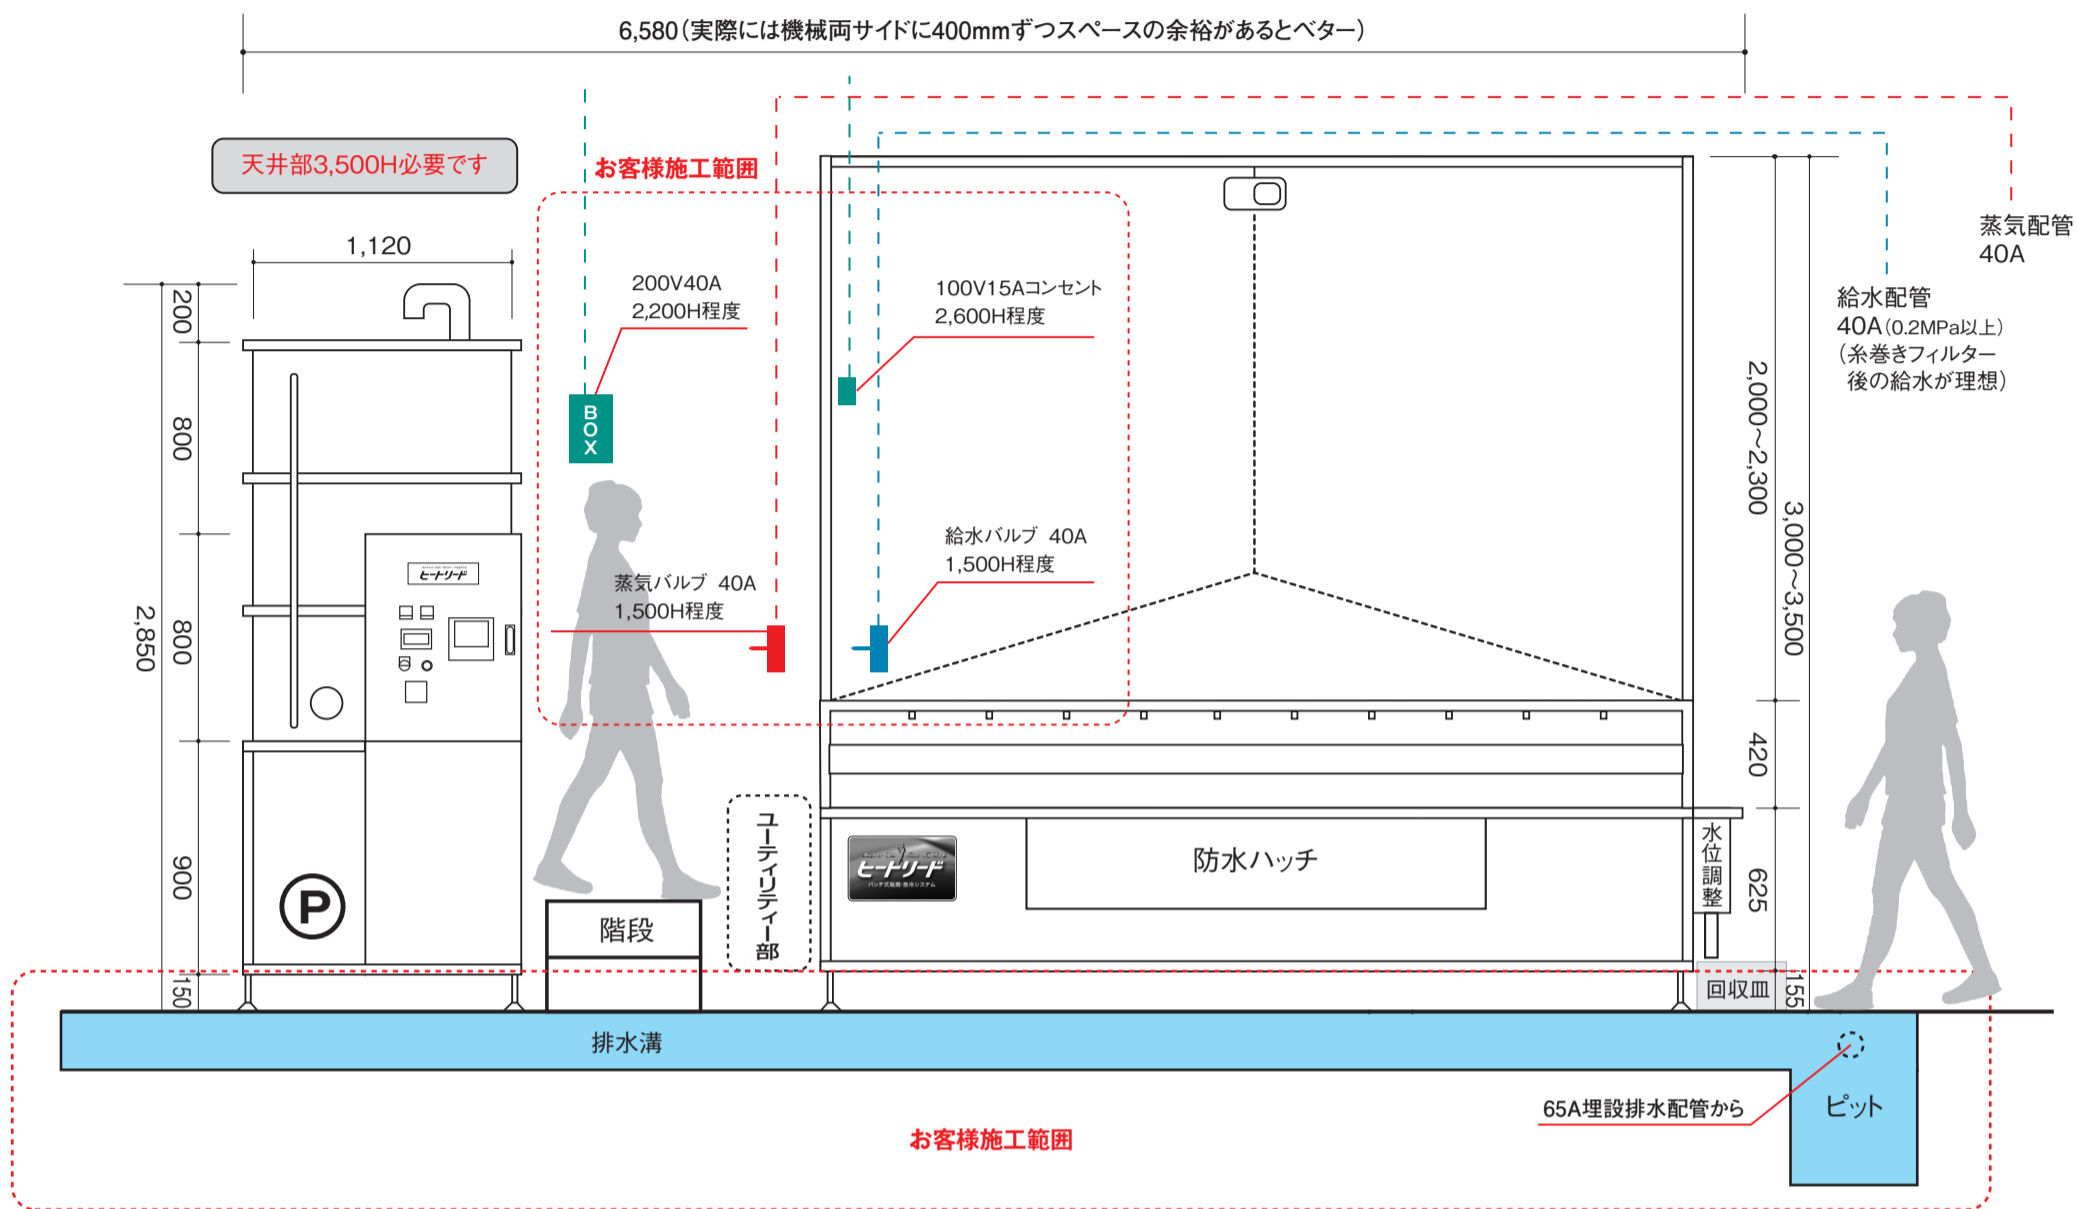 6,580（実際には機械両サイドに400mmずつスペースの余裕があるとベター）
天井部3,500H必要です
お客様施工範囲
蒸気配管
40A
給水配管
40A（0.2MPa以上）
（糸巻きフィルター
後の給水が理想）
1,120
200V40A
2,200H程度
100V15Aコンセント
2,600H程度
BOX
給水バルブ 40A
1,500H程度
蒸気バルブ 40A
1,500H程度
200
800
800
900
150
2,850
2,000〜2,300
3,000〜3,500
420
625
155
ヒートリード
P
階段
ユーティリティー部
ヒートリード
防水ハッチ
水位調整
回収皿
排水溝
65A埋設排水配管から
ピット
お客様施工範囲